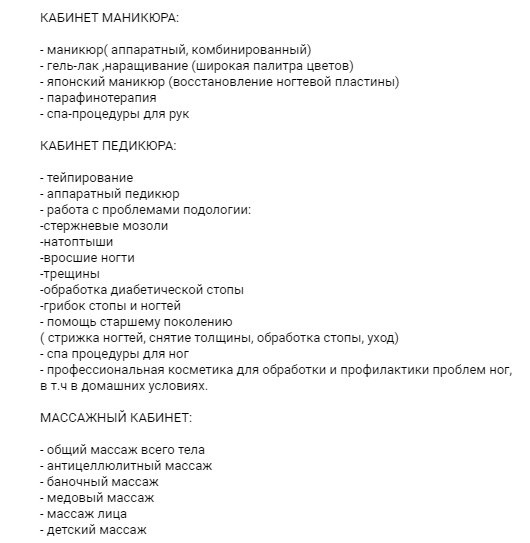 КАБИНЕТ МАНИКЮРА:
- маникюр( аппаратный, комбинированный)
- гель-лак ,наращивание (широкая палитра цветов)
- японский маникюр (восстановление ногтевой пластины)
- парафинотерапия
- спа-процедуры для рук
КАБИНЕТ ПЕДИКЮРА:
- тейпирование
- аппаратный педикюр
- работа с проблемами подологии:
-стержневые мозоли
-натоптыши
-вросшие ногти
-трещины
-обработка диабетической стопы
-грибок стопы и ногтей
- помощь старшему поколению
( стрижка ногтей, снятие толщины, обработка стопы, уход)
- спа процедуры для ног
- профессиональная косметика для обработки и профилактики проблем ног,
в т.ч в домашних условиях.
МАССАЖНЫЙ КАБИНЕТ:
- общий массаж всего тела
- антицеллюлитный массаж
- баночный массаж
- медовый массаж
- массаж лица
- детский массаж